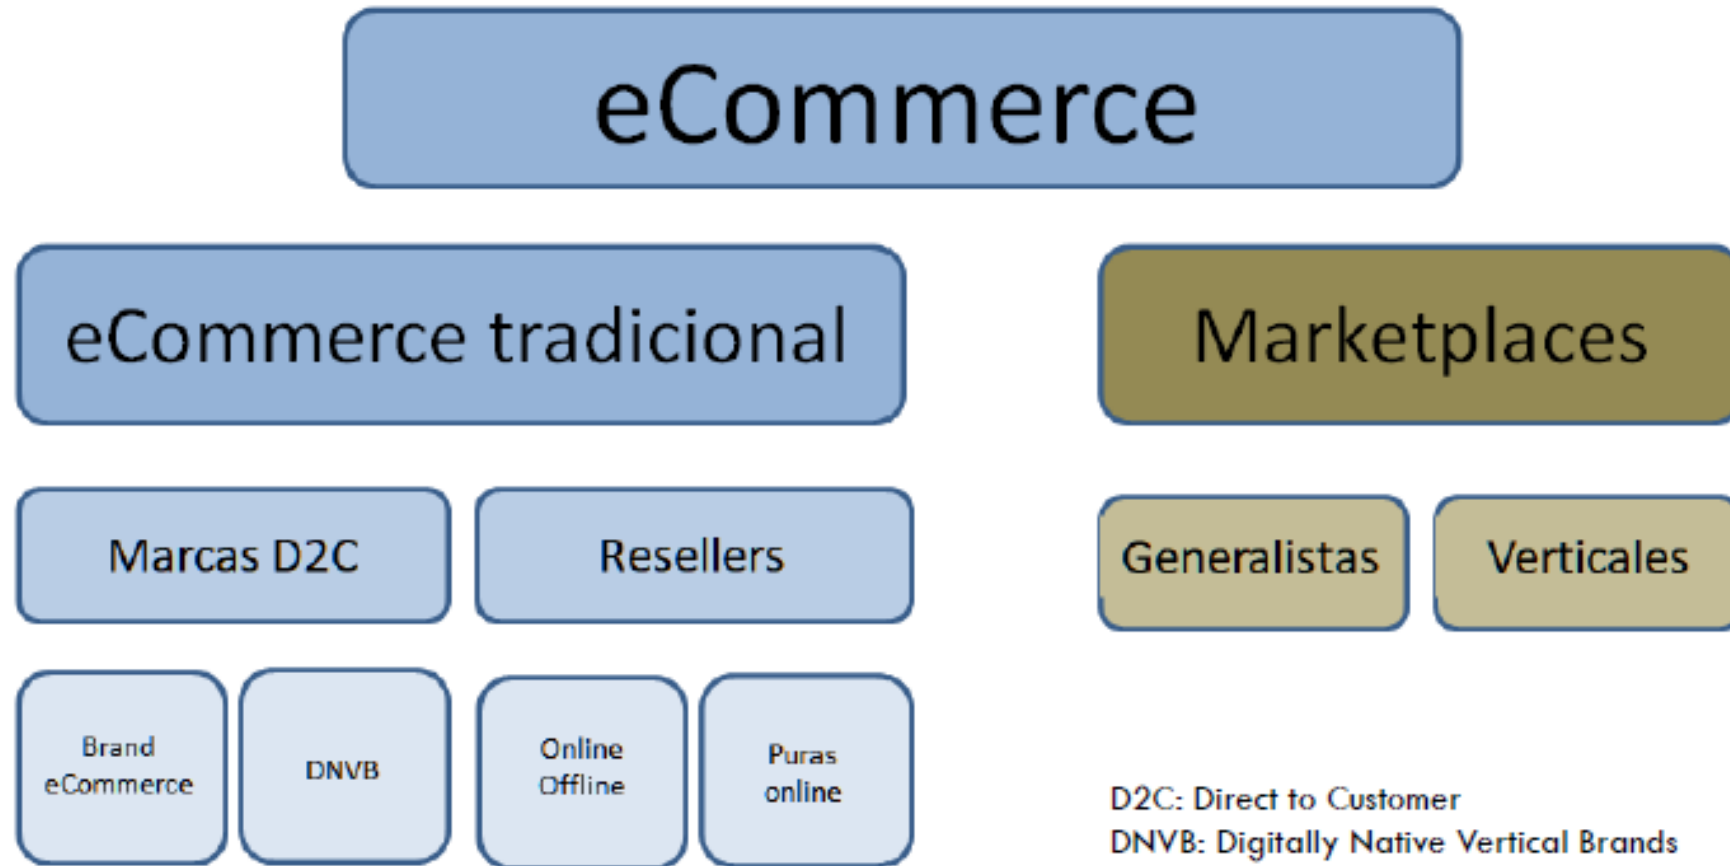 eCommerce
eCommerce tradicional
Marketplaces
Marcas D2C
Resellers
Generalistas
Verticales
Brand
eCommerce
DNVB
Online
Offline
Puras
online
D2C: Direct to Customer
DNVB: Digitally Native Vertical Brands